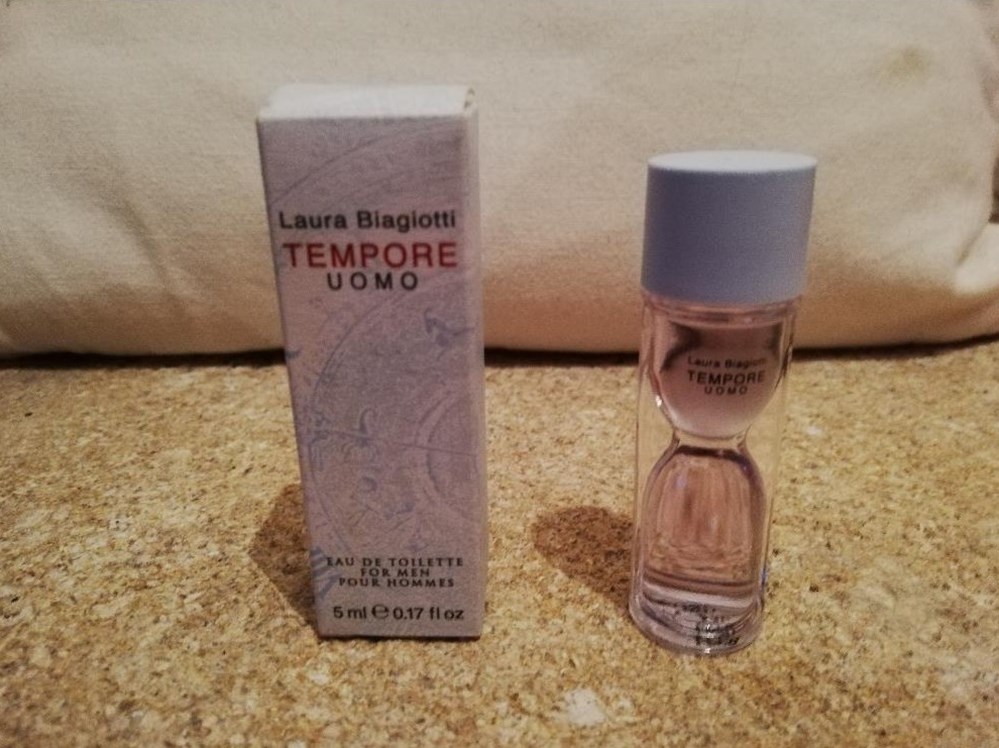 Laura Biagiotti
TEMPORE
UOMO
EAU DE TOILETTE
FOR MEN
POUR HOMMES
5 ml ℮ 0.17 fl oz
Laura Biagiotti
TEMPORE
UOMO